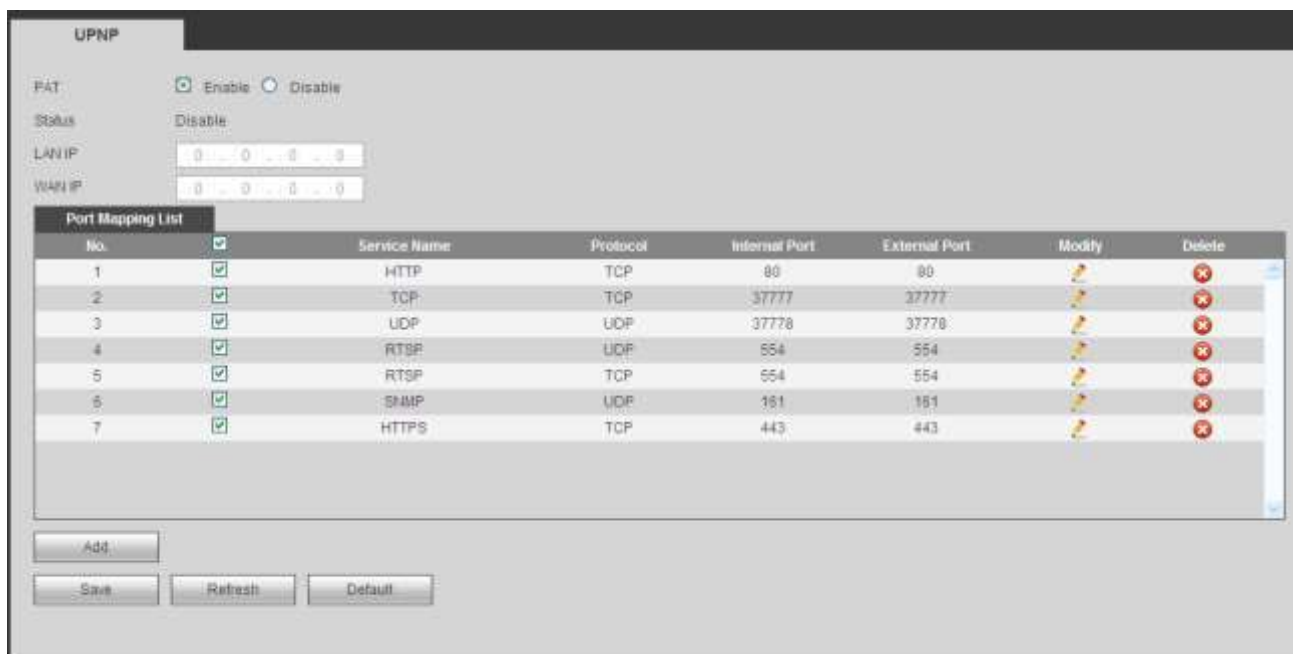 UPNP
PAT Enable Disable
Status Disable
LAN IP 0 . 0 . 0 . 0
WAN IP 0 . 0 . 0 . 0
Port Mapping List
No. Service Name Protocol Internal Port External Port Modify Delete
1 HTTP TCP 80 80
2 TCP TCP 37777 37777
3 UDP UDP 37778 37778
4 RTSP UDP 554 554
5 RTSP TCP 554 554
6 SNMP UDP 161 161
7 HTTPS TCP 443 443
Add
Save Refresh Default